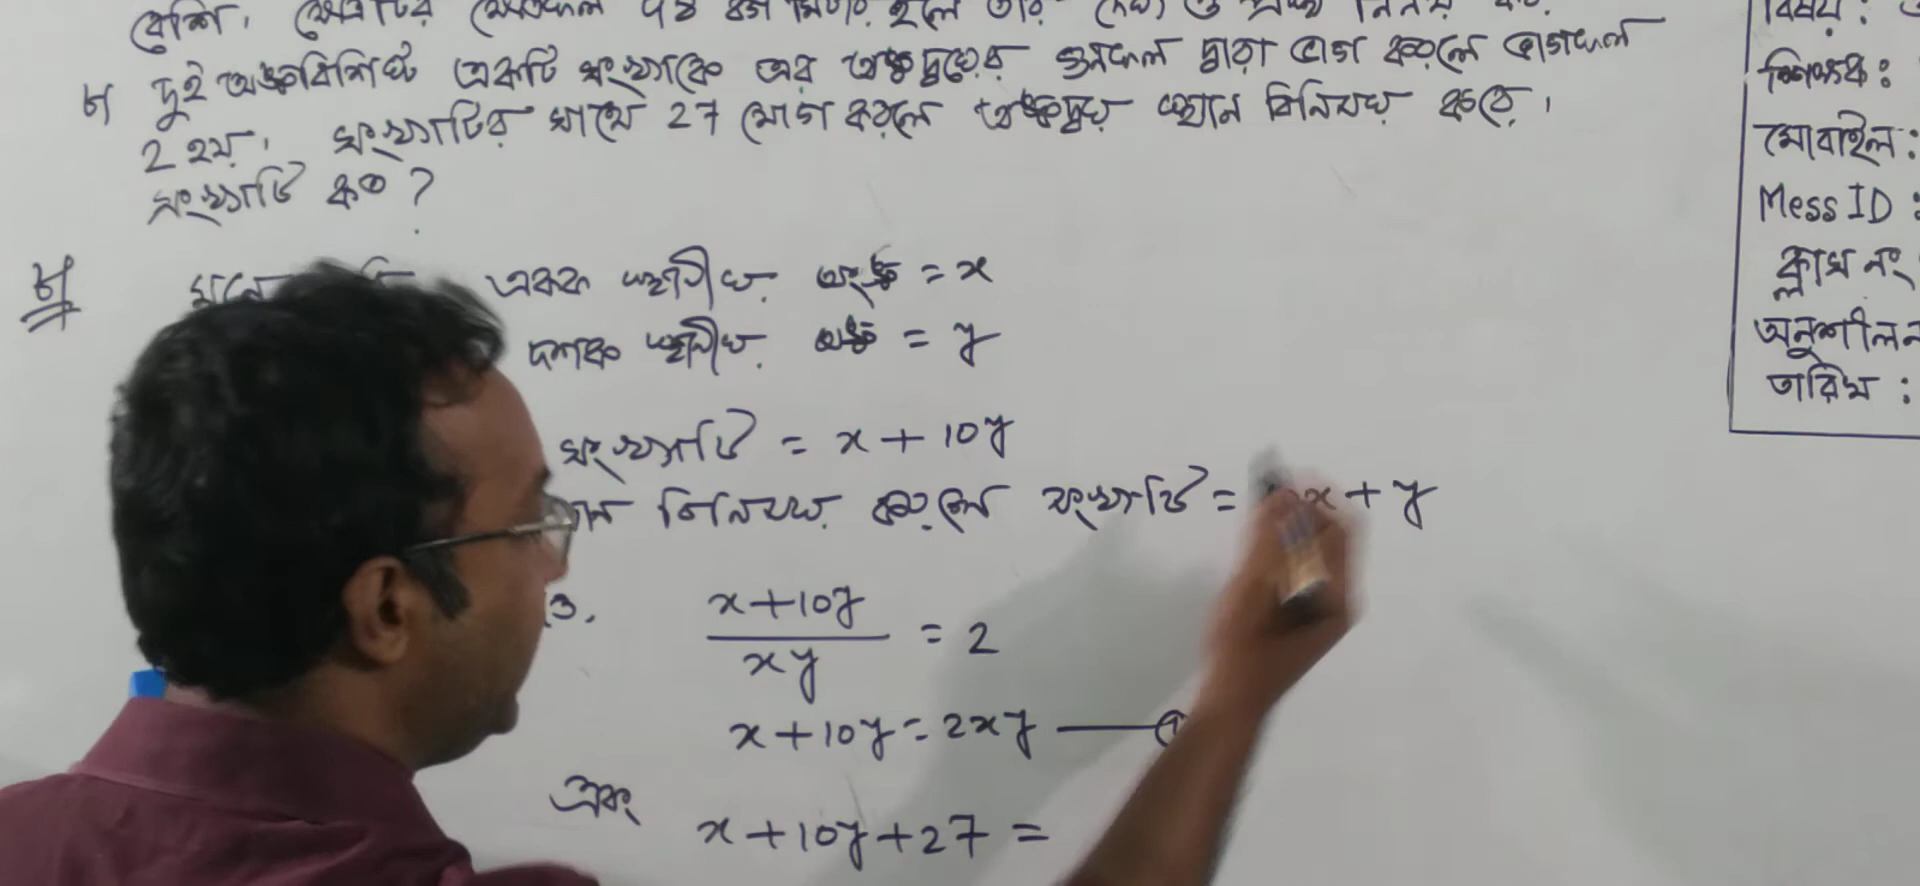 বেশি।
৮ দুই অঙ্কবিশিষ্ট একটি সংখ্যাকে এর অঙ্কদ্বয়ের গুনফল দ্বারা ভাগ করলে ভাগফল
2 হয়। সংখ্যাটির সাথে 27 যোগ করলে অঙ্কদ্বয় স্থান বিনিময় করে।
সংখ্যাটি কত ?
৮
একক স্থানীয় অংঙ্ক = x
দশক স্থানীয় অঙ্ক = y
সংখ্যাটি = x + 10y
বিনিময় করলে সংখ্যাটি = x + y
x+10y
xy
= 2
x+10y = 2xy
এবং
x+10y+27 =
বিষয় :
শিক্ষক :
মোবাইল :
Mess ID :
ক্লাস নং
অনুশীলন
তারিখ :